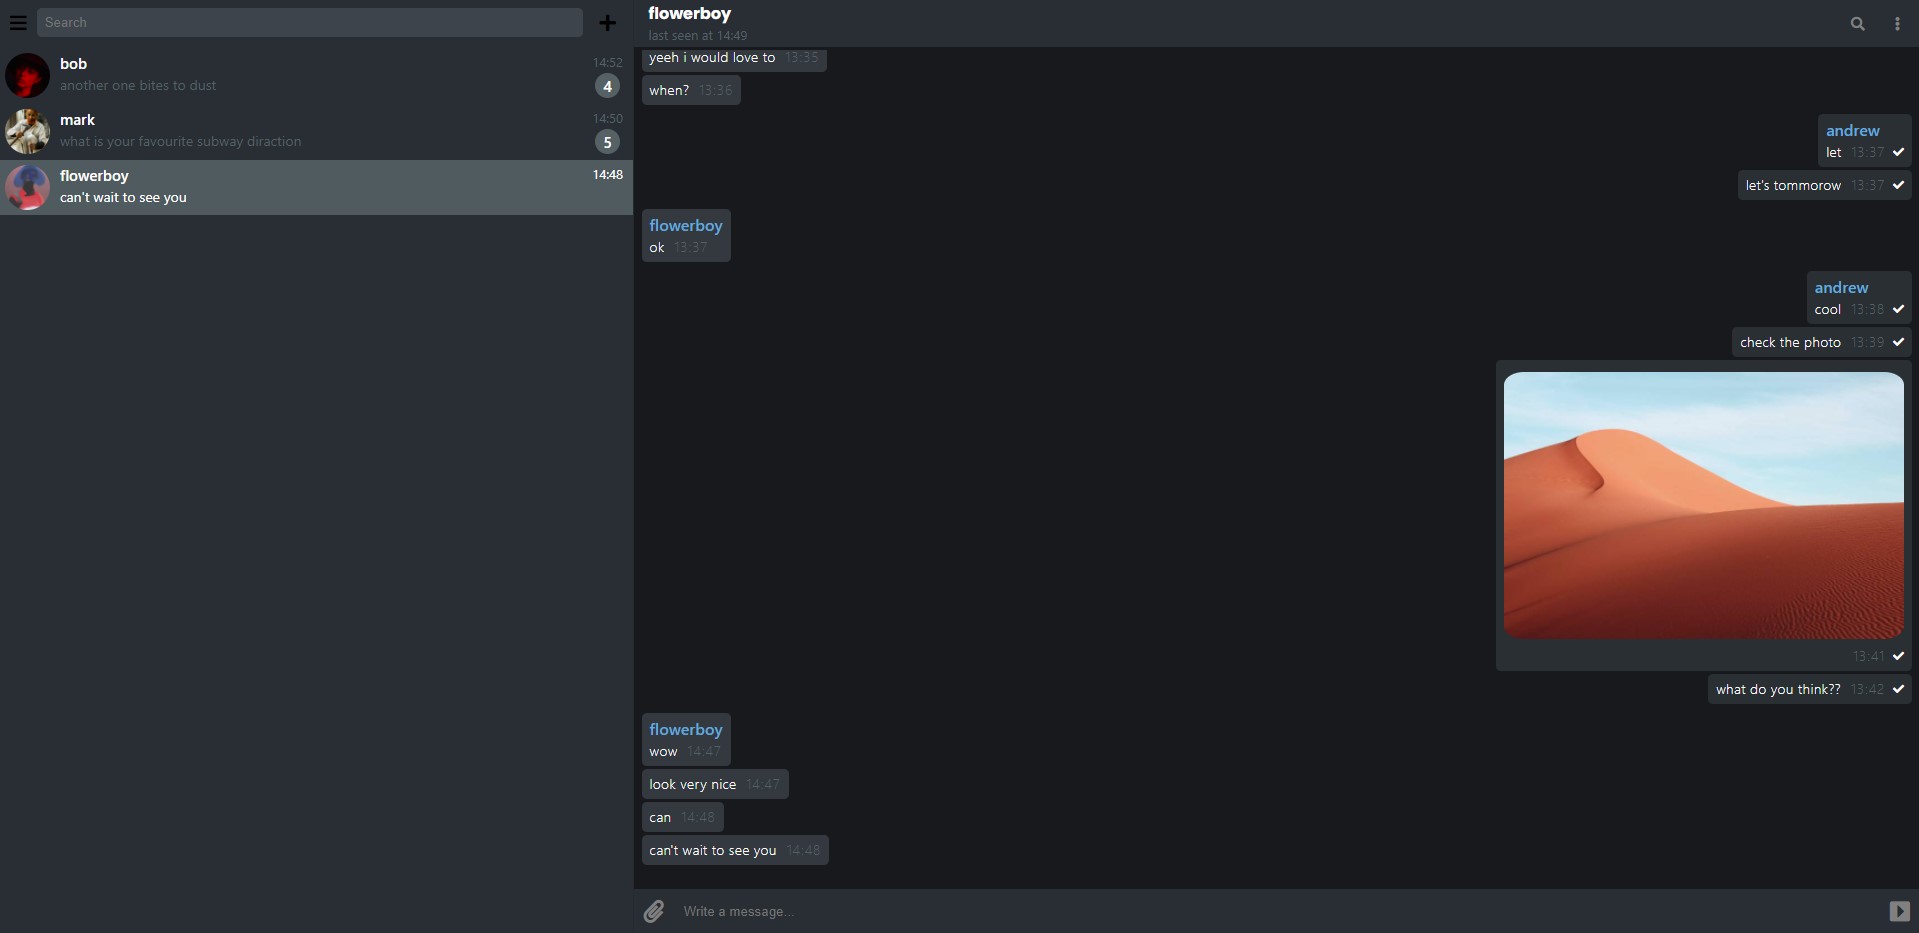 Search
bob
14:52
another one bites to dust
4
mark
14:50
what is your favourite subway diraction
5
flowerboy
14:48
can't wait to see you
flowerboy
last seen at 14:49
yeeh i would love to 13:35
when? 13:36
andrew
let 13:37
let's tommorow 13:37
flowerboy
ok 13:37
andrew
cool 13:38
check the photo 13:39
13:41
what do you think?? 13:42
flowerboy
wow 14:47
look very nice 14:47
can 14:48
can't wait to see you 14:48
Write a message...